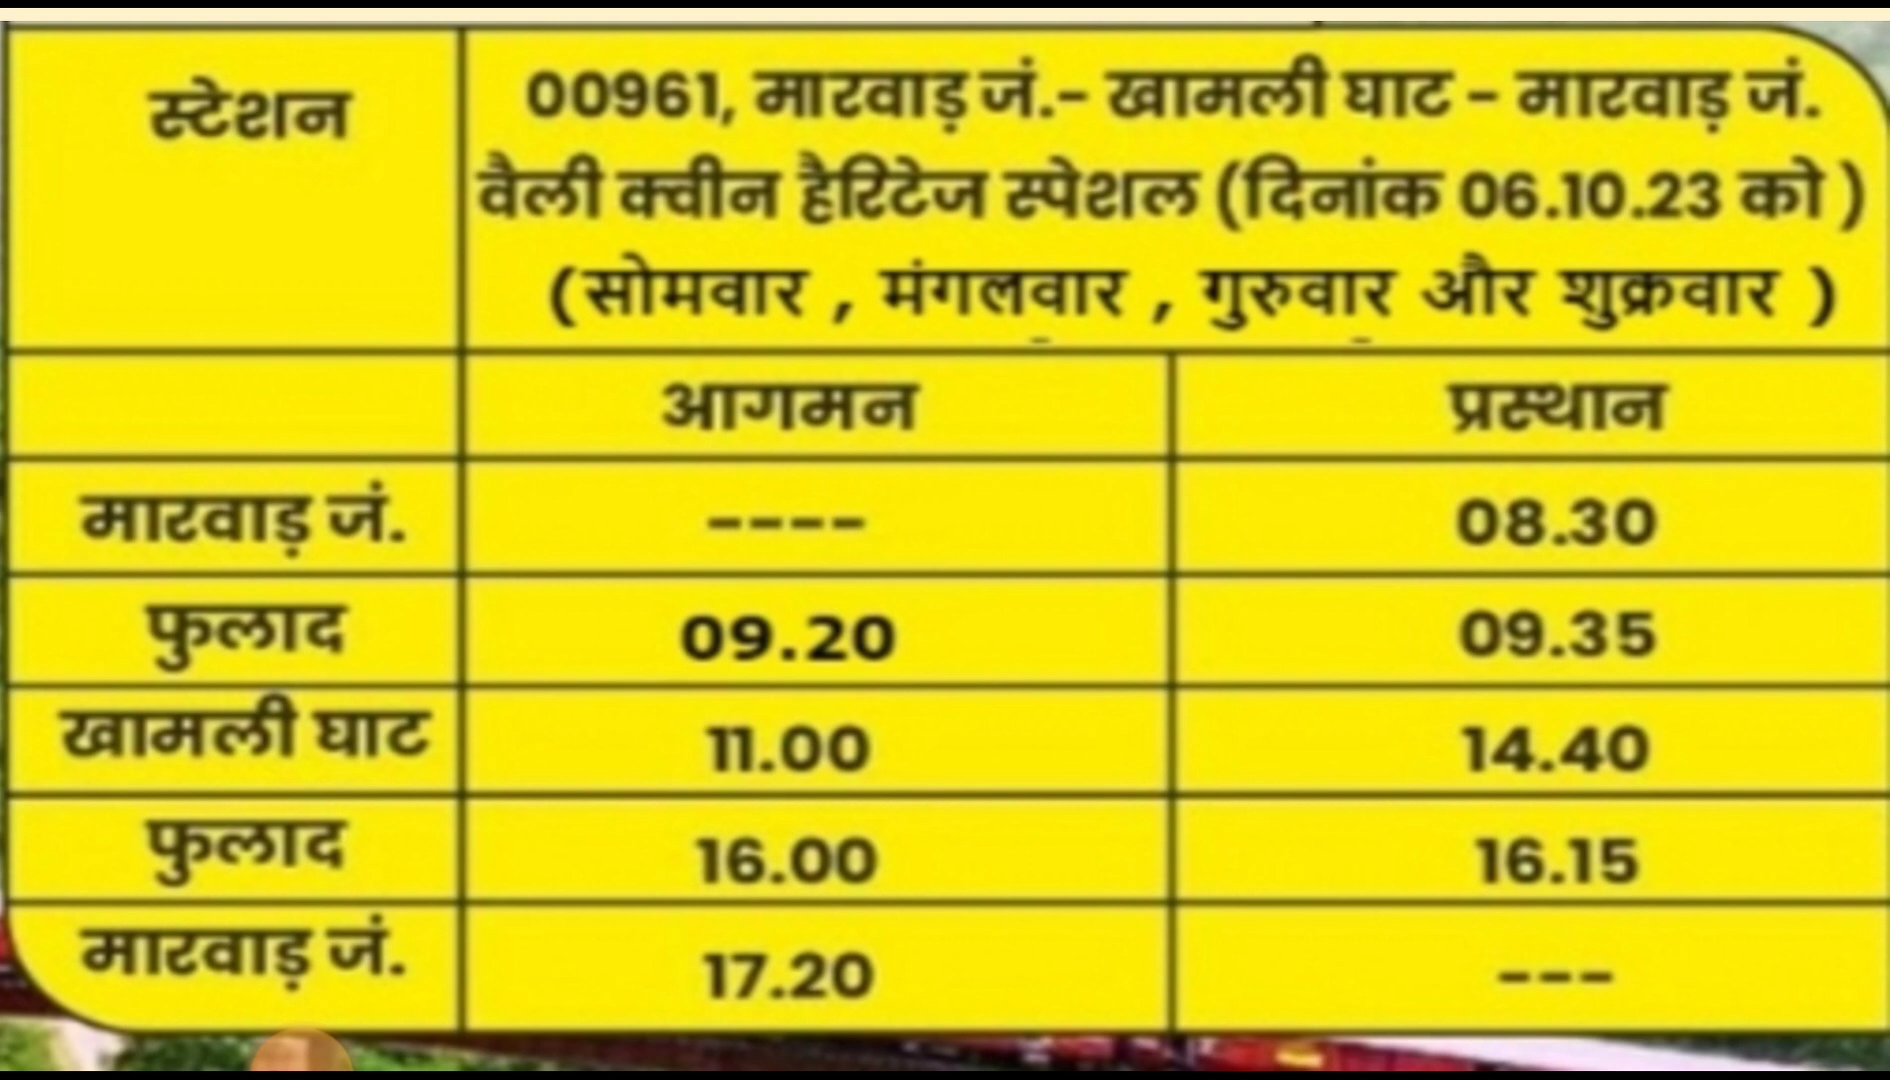 स्टेशन
00961, मारवाड़ जं.- खामली घाट - मारवाड़ जं.
वैली क्वीन हैरिटेज स्पेशल (दिनांक 06.10.23 को )
(सोमवार , मंगलवार , गुरुवार और शुक्रवार )
आगमन प्रस्थान
मारवाड़ जं. ---- 08.30
फुलाद 09.20 09.35
खामली घाट 11.00 14.40
फुलाद 16.00 16.15
मारवाड़ जं. 17.20 ---